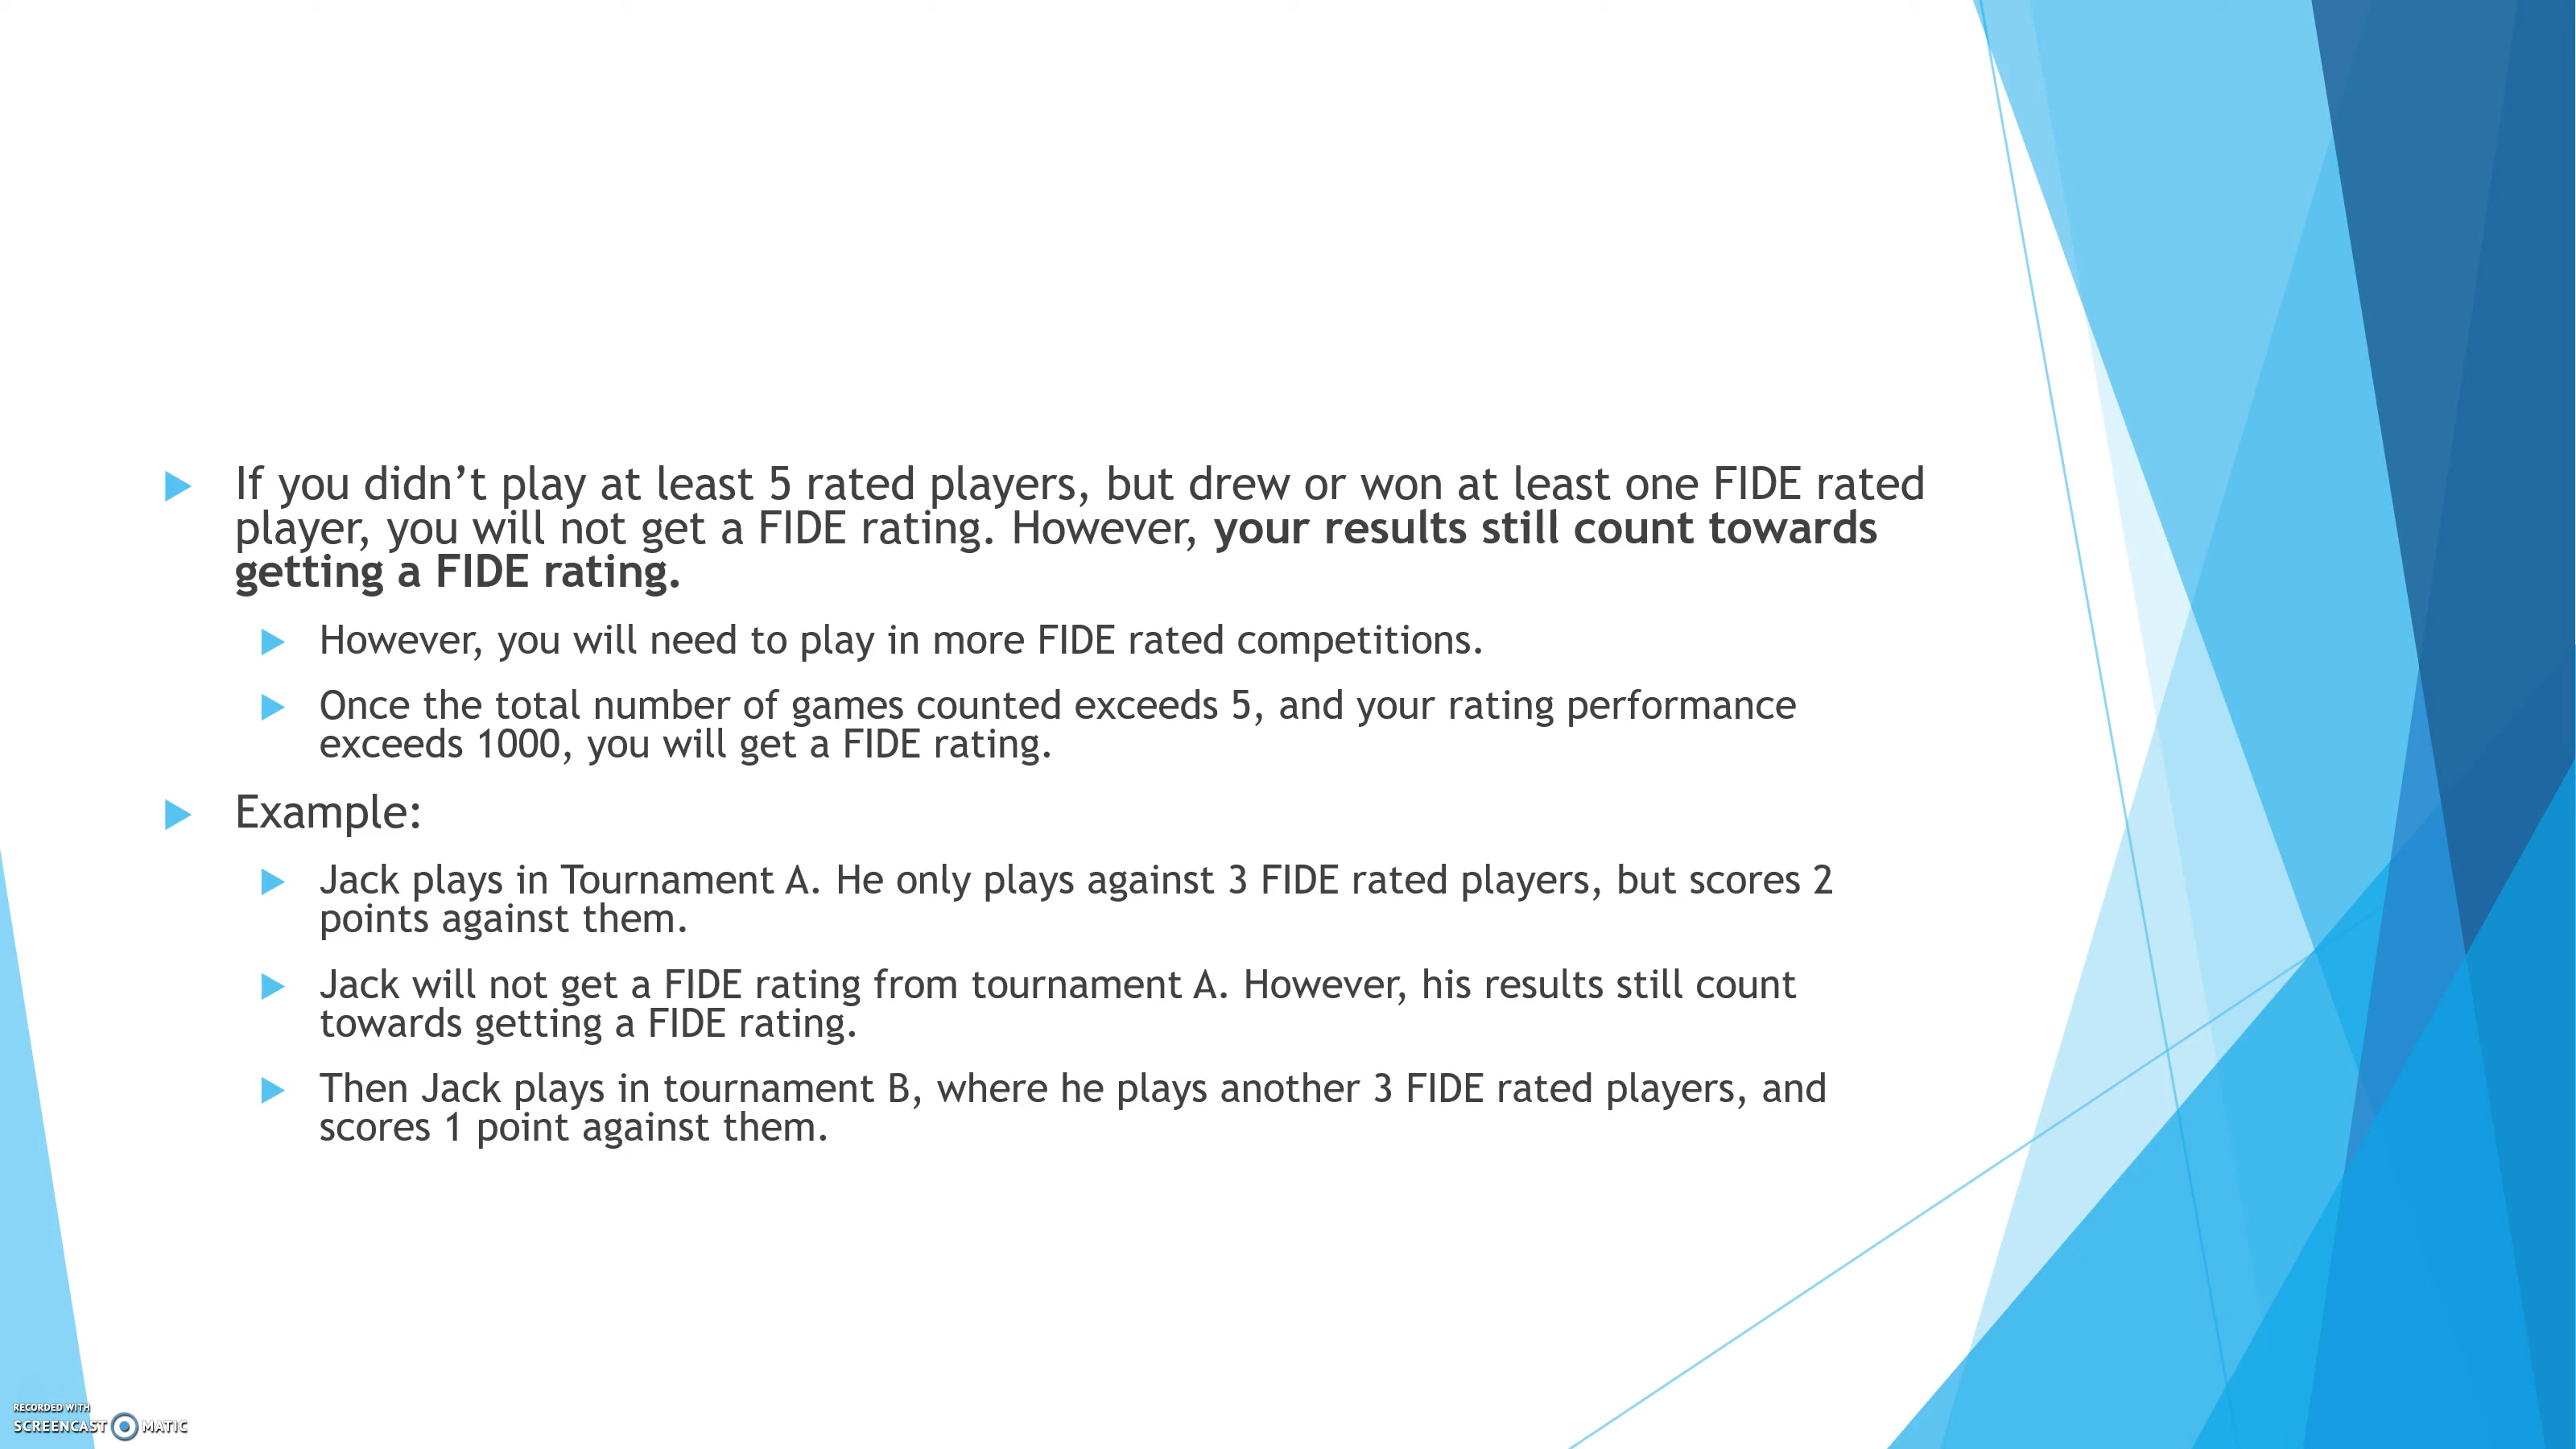 If you didn’t play at least 5 rated players, but drew or won at least one FIDE rated
player, you will not get a FIDE rating. However, your results still count towards
getting a FIDE rating.
However, you will need to play in more FIDE rated competitions.
Once the total number of games counted exceeds 5, and your rating performance
exceeds 1000, you will get a FIDE rating.
Example:
Jack plays in Tournament A. He only plays against 3 FIDE rated players, but scores 2
points against them.
Jack will not get a FIDE rating from tournament A. However, his results still count
towards getting a FIDE rating.
Then Jack plays in tournament B, where he plays another 3 FIDE rated players, and
scores 1 point against them.
RECORDED WITH
SCREENCAST MATIC